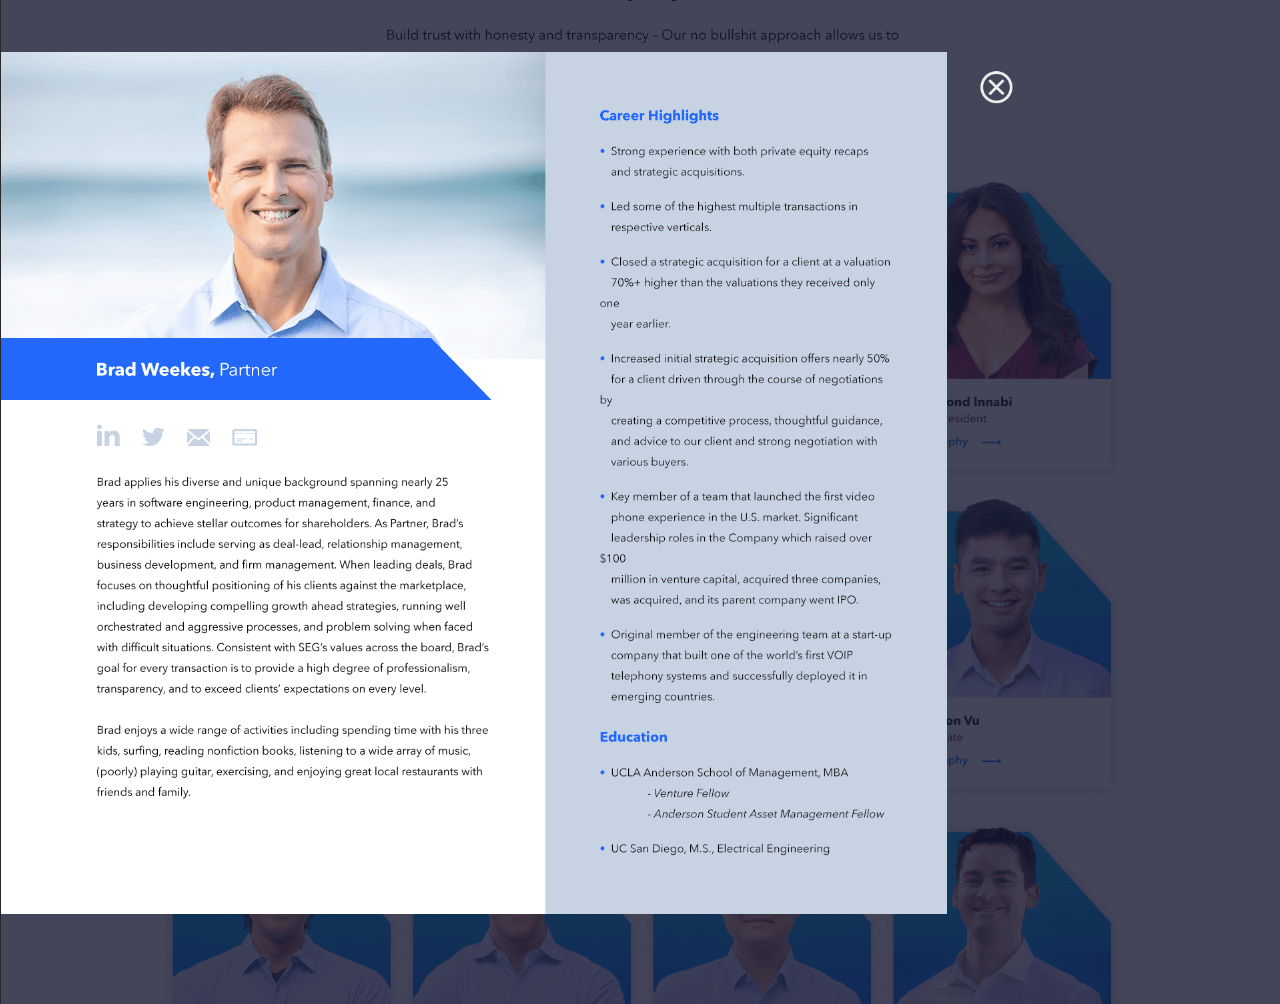 Build trust with honesty and transparency – Our no bullshit approach allows us to
Brad Weekes, Partner
in
Brad applies his diverse and unique background spanning nearly 25
years in software engineering, product management, finance, and
strategy to achieve stellar outcomes for shareholders. As Partner, Brad's
responsibilities include serving as deal-lead, relationship management,
business development, and firm management. When leading deals, Brad
focuses on thoughtful positioning of his clients against the marketplace,
including developing compelling growth ahead strategies, running well
orchestrated and aggressive processes, and problem solving when faced
with difficult situations. Consistent with SEG's values across the board, Brad's
goal for every transaction is to provide a high degree of professionalism,
transparency, and to exceed clients' expectations on every level.
Brad enjoys a wide range of activities including spending time with his three
kids, surfing, reading nonfiction books, listening to a wide array of music,
(poorly) playing guitar, exercising, and enjoying great local restaurants with
friends and family.
Career Highlights
• Strong experience with both private equity recaps
and strategic acquisitions.
• Led some of the highest multiple transactions in
respective verticals.
• Closed a strategic acquisition for a client at a valuation
70%+ higher than the valuations they received only
one
year earlier.
• Increased initial strategic acquisition offers nearly 50%
for a client driven through the course of negotiations
by
creating a competitive process, thoughtful guidance,
and advice to our client and strong negotiation with
various buyers.
• Key member of a team that launched the first video
phone experience in the U.S. market. Significant
leadership roles in the Company which raised over
$100
million in venture capital, acquired three companies,
was acquired, and its parent company went IPO.
• Original member of the engineering team at a start-up
company that built one of the world's first VOIP
telephony systems and successfully deployed it in
emerging countries.
Education
• UCLA Anderson School of Management, MBA
- Venture Fellow
- Anderson Student Asset Management Fellow
• UC San Diego, M.S., Electrical Engineering
ond Innabi
esident
phy
on Vu
ate
phy